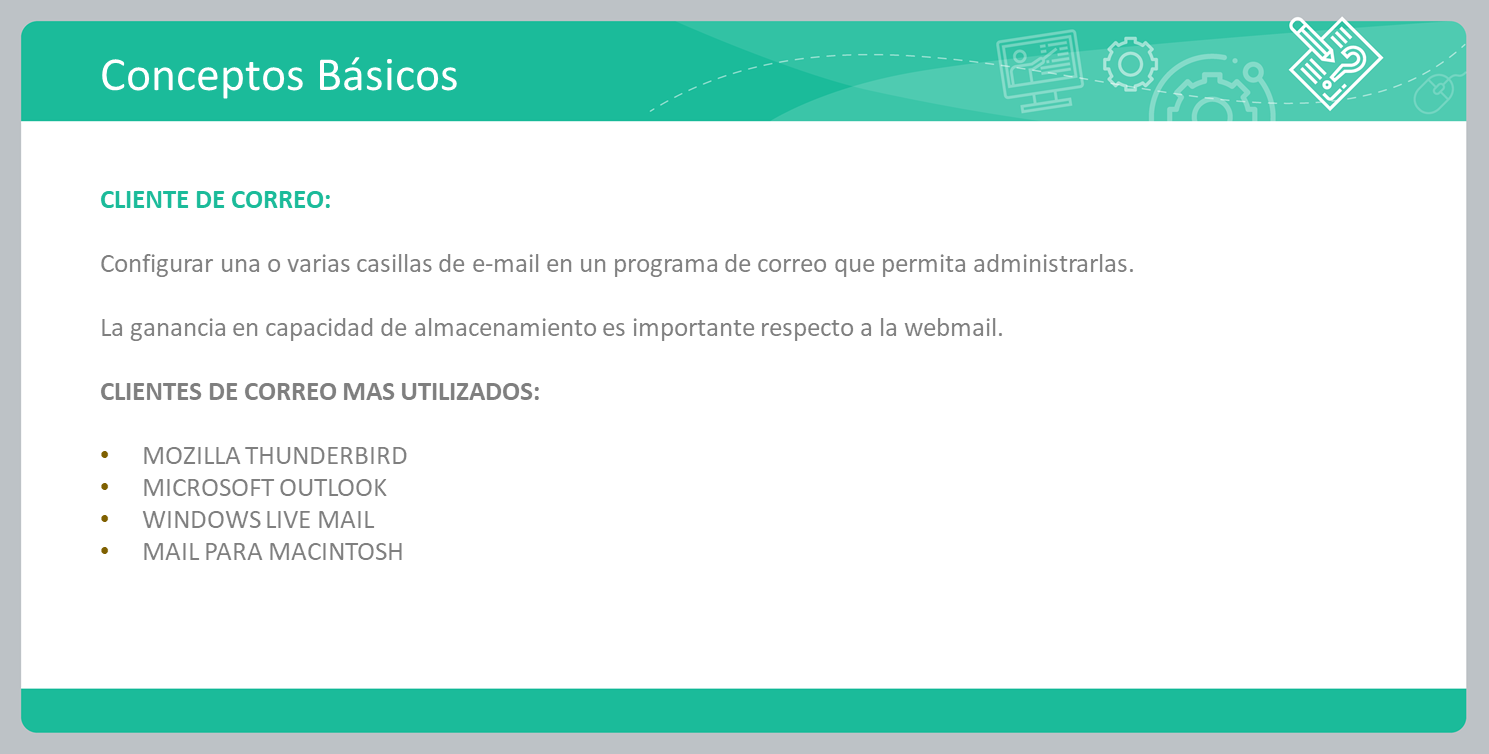 Conceptos Básicos
CLIENTE DE CORREO:
Configurar una o varias casillas de e-mail en un programa de correo que permita administrarlas.
La ganancia en capacidad de almacenamiento es importante respecto a la webmail.
CLIENTES DE CORREO MAS UTILIZADOS:
• MOZILLA THUNDERBIRD
• MICROSOFT OUTLOOK
• WINDOWS LIVE MAIL
• MAIL PARA MACINTOSH